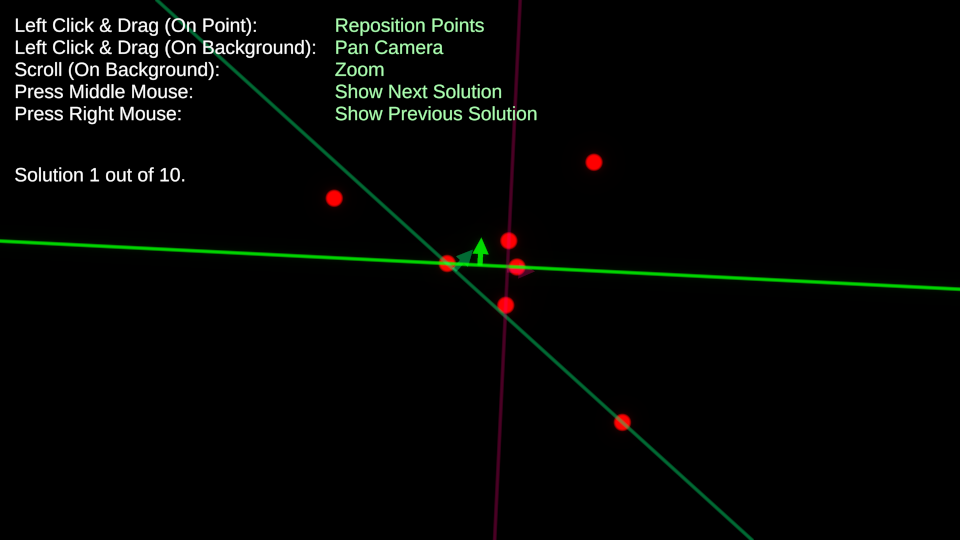 Left Click & Drag (On Point): Reposition Points
Left Click & Drag (On Background): Pan Camera
Scroll (On Background): Zoom
Press Middle Mouse: Show Next Solution
Press Right Mouse: Show Previous Solution
Solution 1 out of 10.